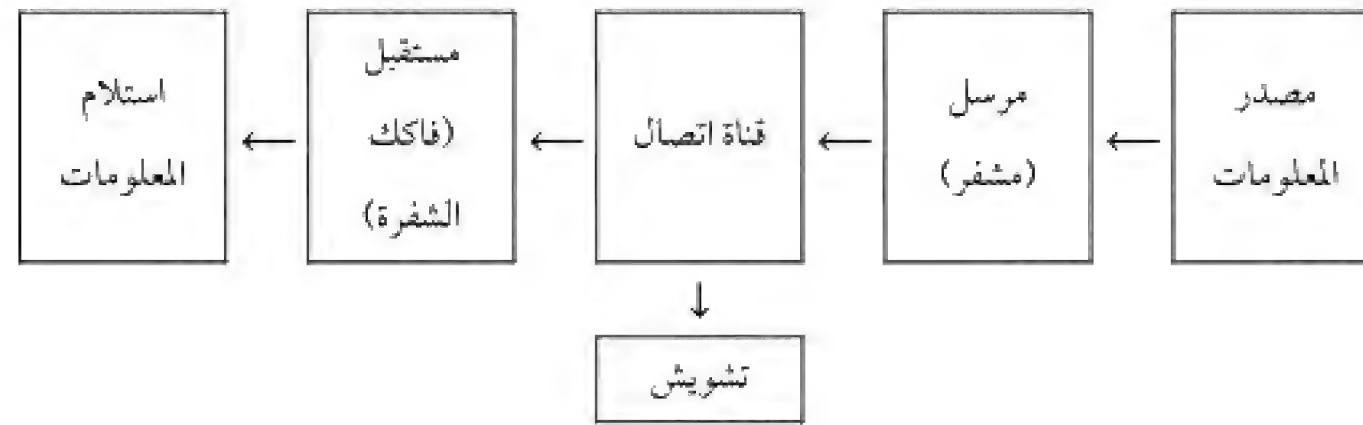 مصدر
المعلومات
مرسل
(مشفر)
قناة اتصال
مستقبل
(فاكك
الشفرة)
استلام
المعلومات
تشويش